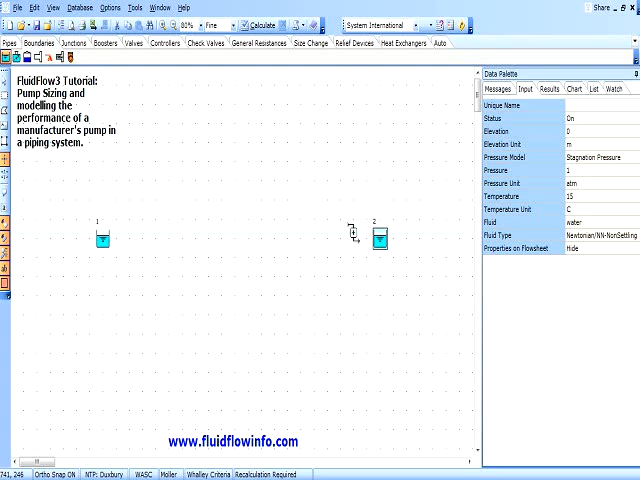 File Edit View Database Options Tools Window Help
Share
80% Fine Calculate System International
Pipes Boundaries Junctions Boosters Valves Controllers Check Valves General Resistances Size Change Relief Devices Heat Exchangers Auto
FluidFlow3 Tutorial:
Pump Sizing and
modelling the
performance of a
manufacturer's pump in
a piping system.
1
2
www.fluidflowinfo.com
Data Palette
Messages Input Results Chart List Watch
Unique Name
Status On
Elevation 0
Elevation Unit m
Pressure Model Stagnation Pressure
Pressure 1
Pressure Unit atm
Temperature 15
Temperature Unit C
Fluid water
Fluid Type Newtonian/NN-NonSettling
Properties on Flowsheet Hide
741, 246 Ortho Snap ON NTP: Duxbury WASC Moller Whalley Criteria Recalculation Required